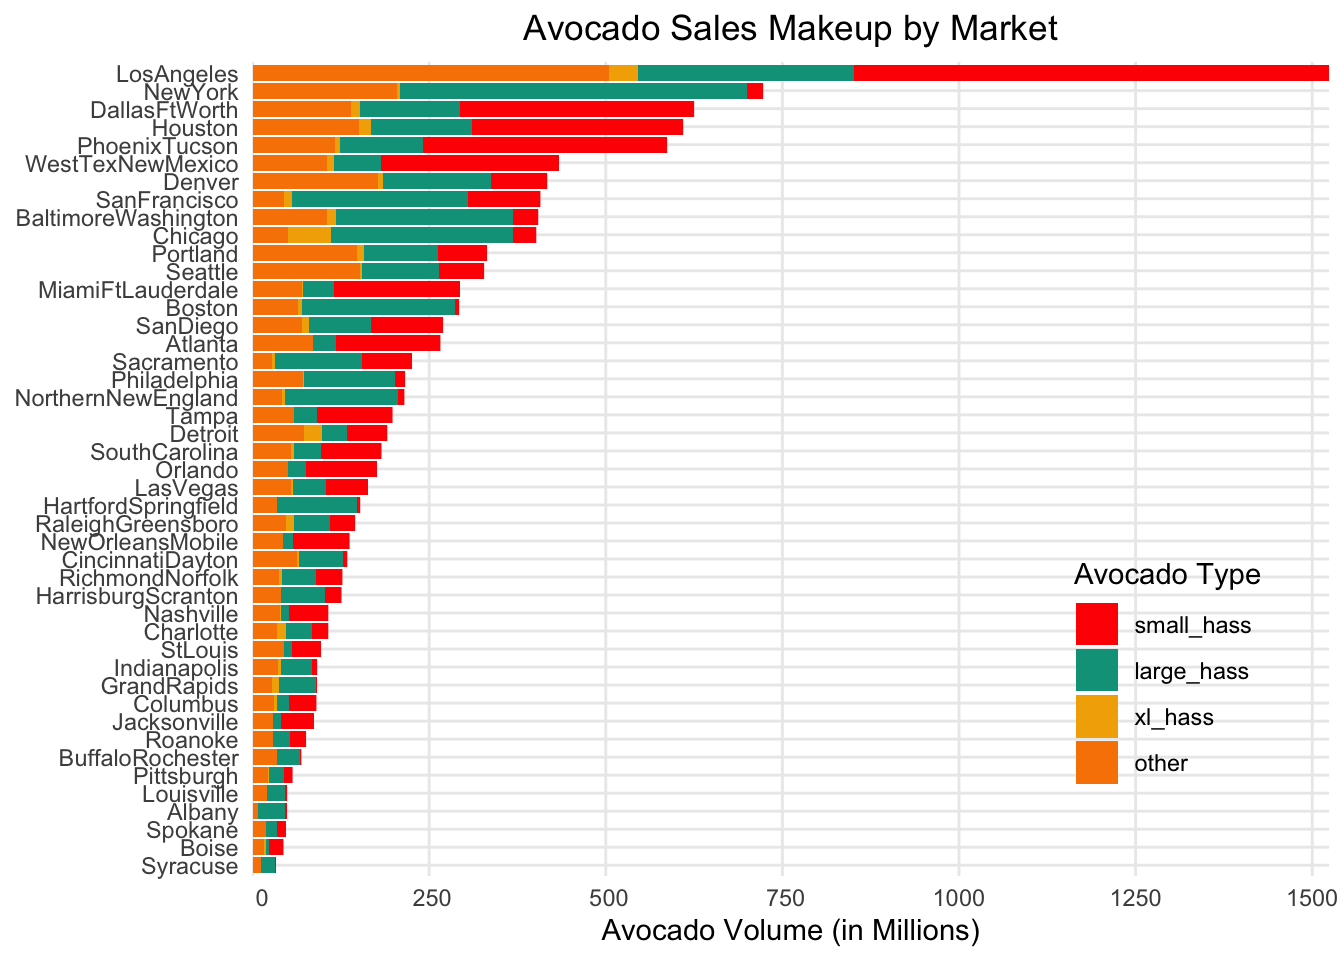 Avocado Sales Makeup by Market
LosAngeles
NewYork
DallasFtWorth
Houston
PhoenixTucson
WestTexNewMexico
Denver
SanFrancisco
BaltimoreWashington
Chicago
Portland
Seattle
MiamiFtLauderdale
Boston
SanDiego
Atlanta
Sacramento
Philadelphia
NorthernNewEngland
Tampa
Detroit
SouthCarolina
Orlando
LasVegas
HartfordSpringfield
RaleighGreensboro
NewOrleansMobile
CincinnatiDayton
RichmondNorfolk
HarrisburgScranton
Nashville
Charlotte
StLouis
Indianapolis
GrandRapids
Columbus
Jacksonville
Roanoke
BuffaloRochester
Pittsburgh
Louisville
Albany
Spokane
Boise
Syracuse
Avocado Type
small_hass
large_hass
xl_hass
other
0 250 500 750 1000 1250 1500
Avocado Volume (in Millions)